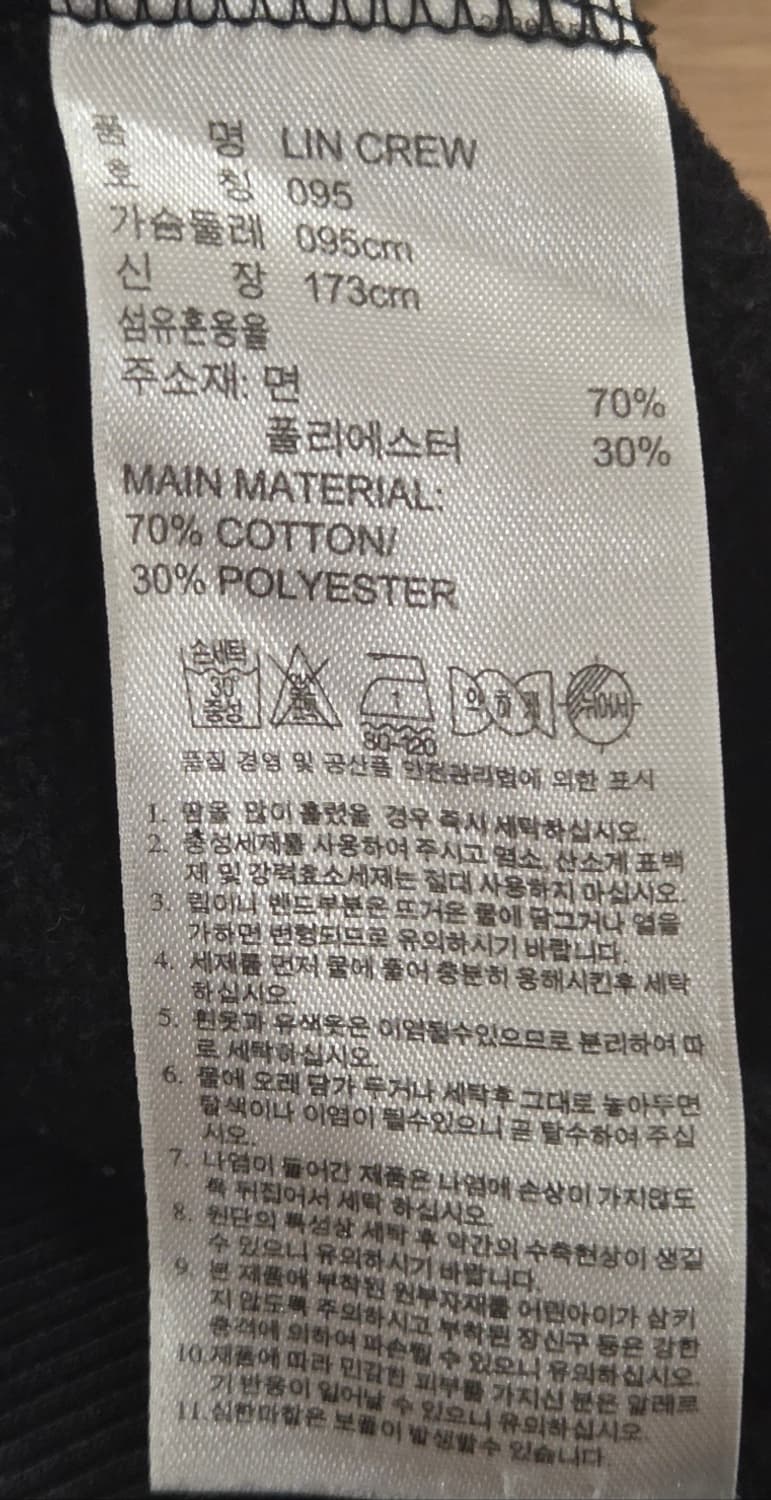 품 명 LIN CREW
호 칭 095
가슴둘레 095cm
신 장 173cm
섬유혼용율
주소재: 면 70%
폴리에스터 30%
MAIN MATERIAL:
70% COTTON/
30% POLYESTER
손세탁
30°
중성
1
80-120
약 하 게
뉘어서
품질 경영 및 공산품 안전관리법에 의한 표시
1. 땀을 많이 흘렸을 경우 즉시 세탁하십시오.
2. 중성세제를 사용하여 주시고 염소, 산소계 표백
제 및 강력효소세제는 절대 사용하지 마십시오.
3. 립이나 밴드부분은 뜨거운 물에 담그거나 열을
가하면 변형되므로 유의하시기 바랍니다.
4. 세제를 먼저 물에 풀어 충분히 용해시킨후 세탁
하십시오.
5. 흰옷과 유색옷은 이염될수있으므로 분리하여 따
로 세탁하십시오.
6. 물에 오래 담가 두거나 세탁후 그대로 놓아두면
탈색이나 이염이 될수있으니 곧 탈수하여 주십
시오.
7. 나염이 들어간 제품은 나염에 손상이 가지않도
록 뒤집어서 세탁 하십시오.
8. 원단의 특성상 세탁 후 약간의 수축현상이 생길
수 있으니 유의하시기 바랍니다.
9. 본 제품에 부착된 원부자재를 어린아이가 삼키
지 않도록 주의하시고 부착된 장신구 등은 강한
충격에 의하여 파손될 수 있으니 유의하십시오.
10.제품에 따라 민감한 피부를 가지신 분은 알레르
기 반응이 일어날 수 있으니 유의하십시오.
11.심한마찰은 보풀이 발생할수 있습니다.